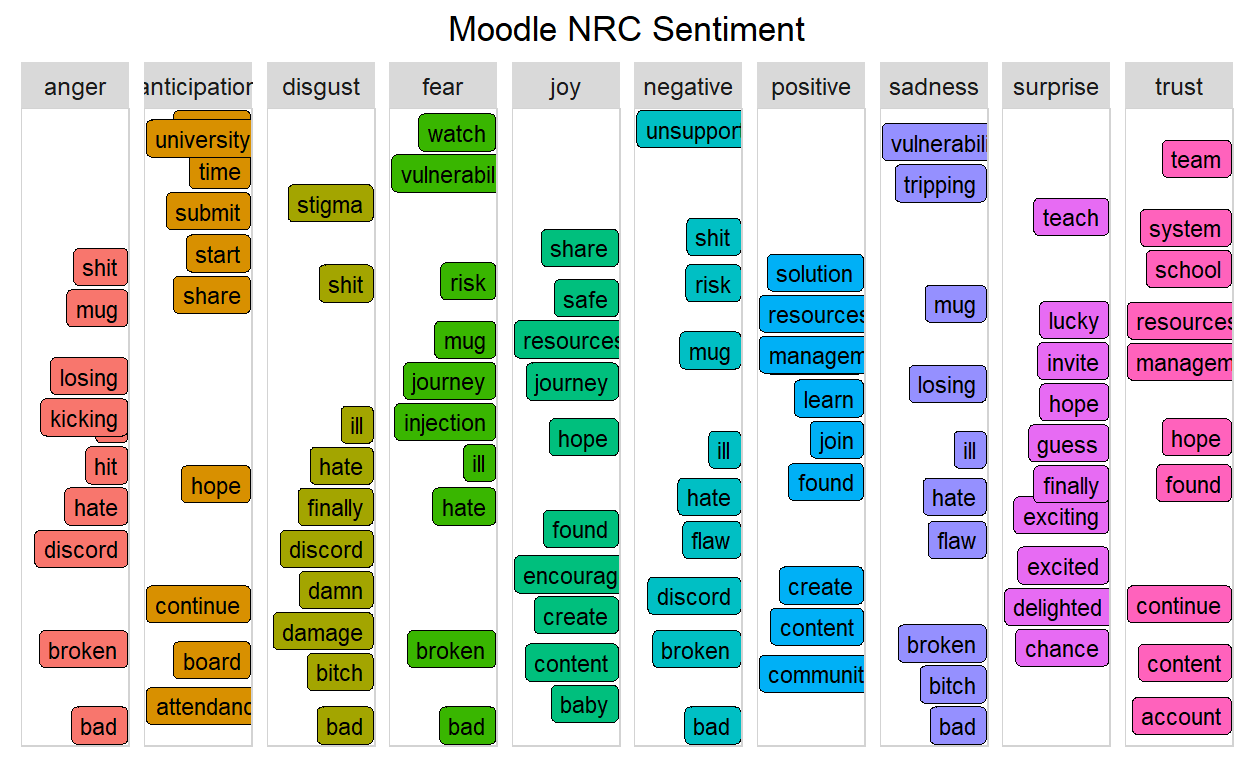 Moodle NRC Sentiment
anger
anticipation
disgust
fear
joy
negative
positive
sadness
surprise
trust
shit
mug
losing
kicking
hit
hate
discord
broken
bad
university
time
submit
start
share
hope
continue
board
attendanc
stigma
shit
ill
hate
finally
discord
damn
damage
bitch
bad
watch
vulnerabil
risk
mug
journey
injection
ill
hate
broken
bad
share
safe
resources
journey
hope
found
encourag
create
content
baby
unsupport
shit
risk
mug
ill
hate
flaw
discord
broken
bad
solution
resources
managem
learn
join
found
create
content
communit
vulnerabili
tripping
mug
losing
ill
hate
flaw
broken
bitch
bad
teach
lucky
invite
hope
guess
finally
exciting
excited
delighted
chance
team
system
school
resources
managem
hope
found
continue
content
account